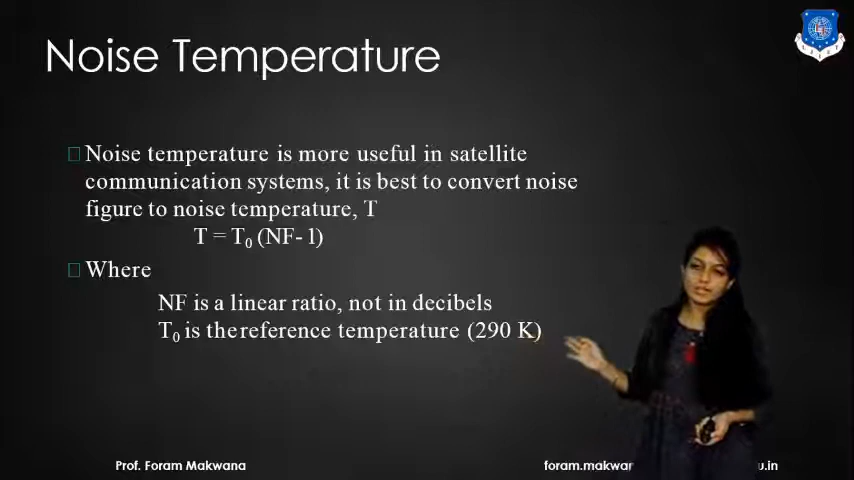 Noise Temperature
Noise temperature is more useful in satellite
communication systems, it is best to convert noise
figure to noise temperature, T
T = T₀ (NF- 1)
Where
NF is a linear ratio, not in decibels
T₀ is thereference temperature (290 K)
Prof. Foram Makwana
foram.makwar
u.in